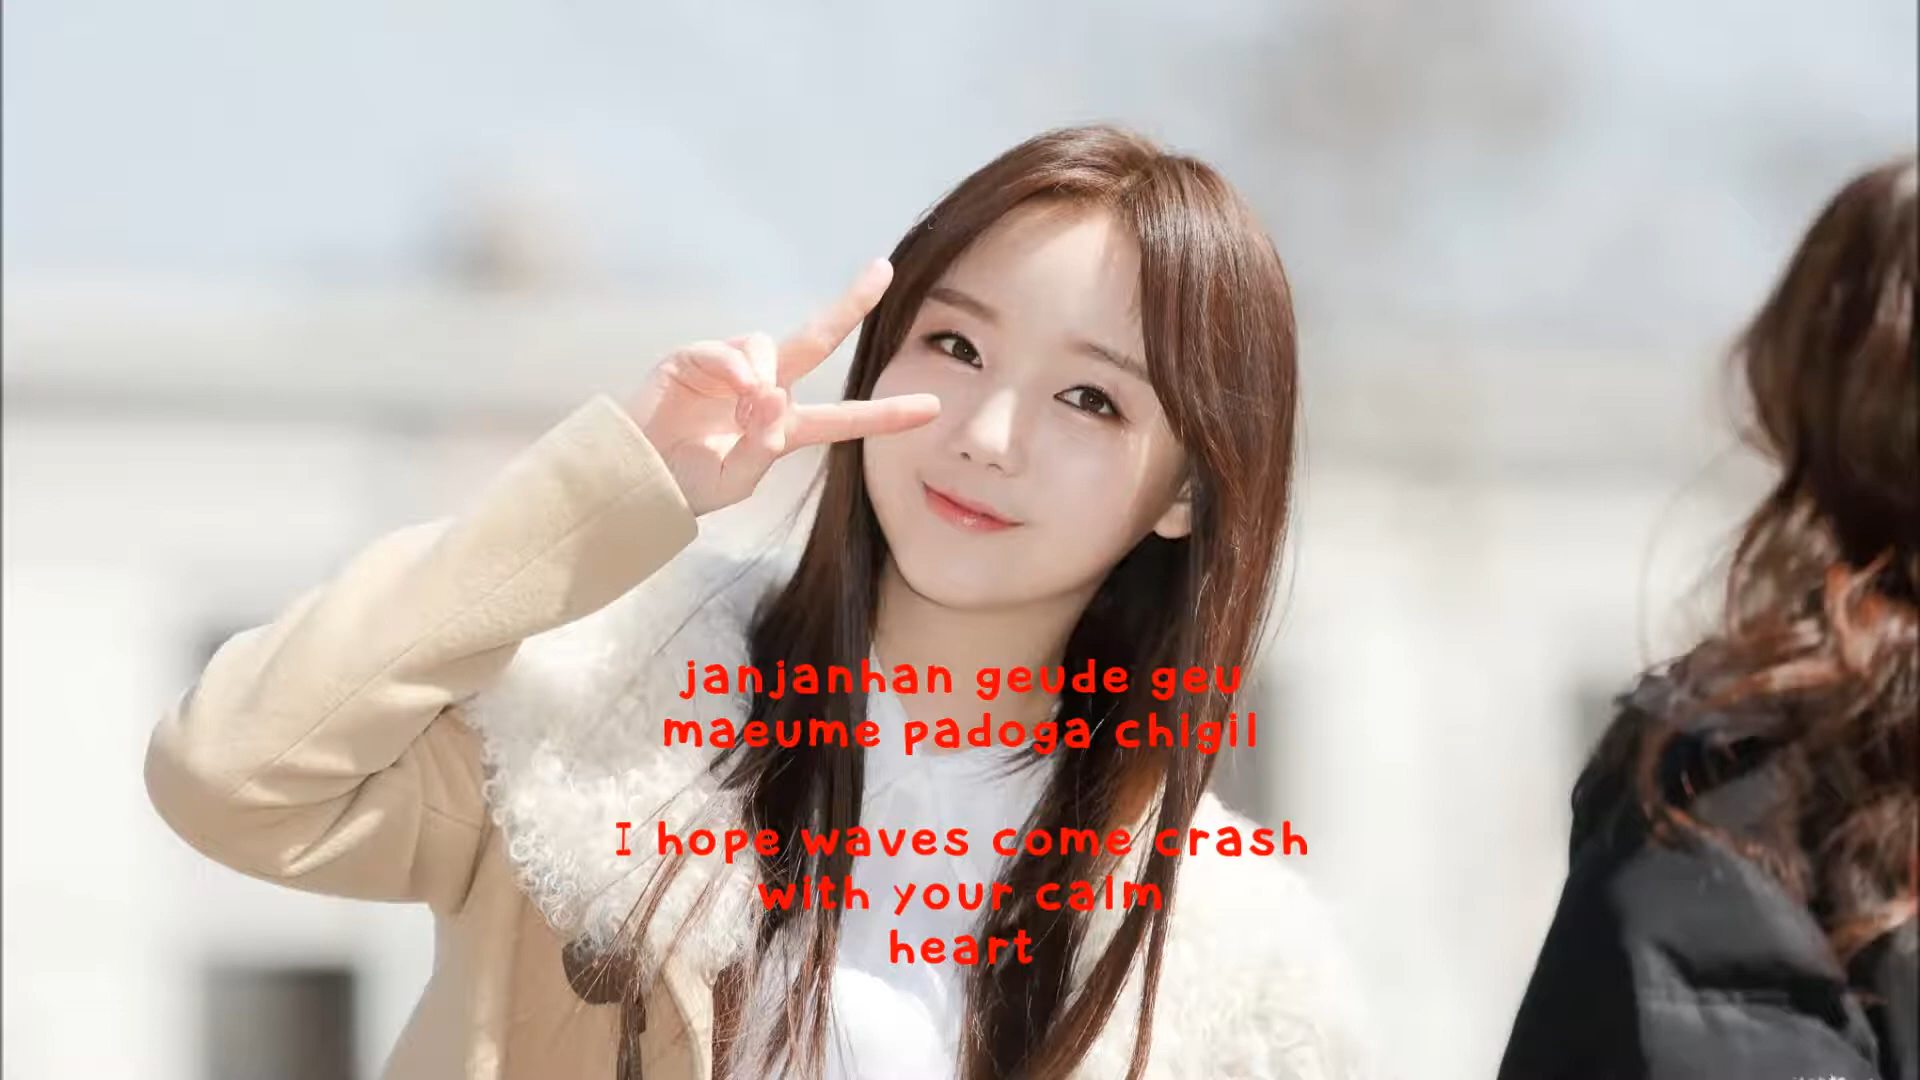 janjanhan geude geu
maeume padoga chigil
I hope waves come crash
with your calm
heart